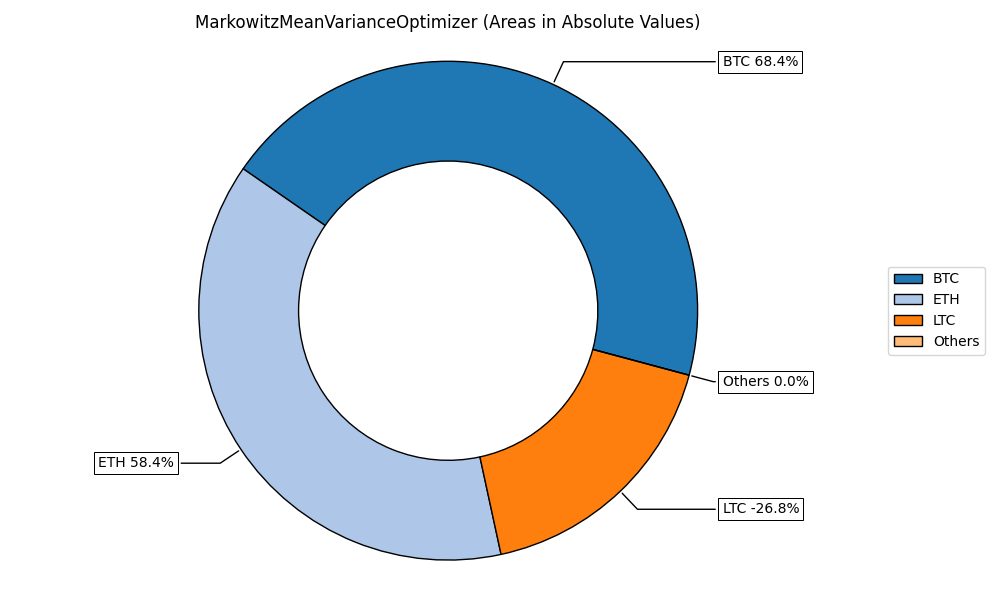 MarkowitzMeanVarianceOptimizer (Areas in Absolute Values)
BTC 68.4%
BTC
ETH
LTC
Others
Others 0.0%
ETH 58.4%
LTC -26.8%